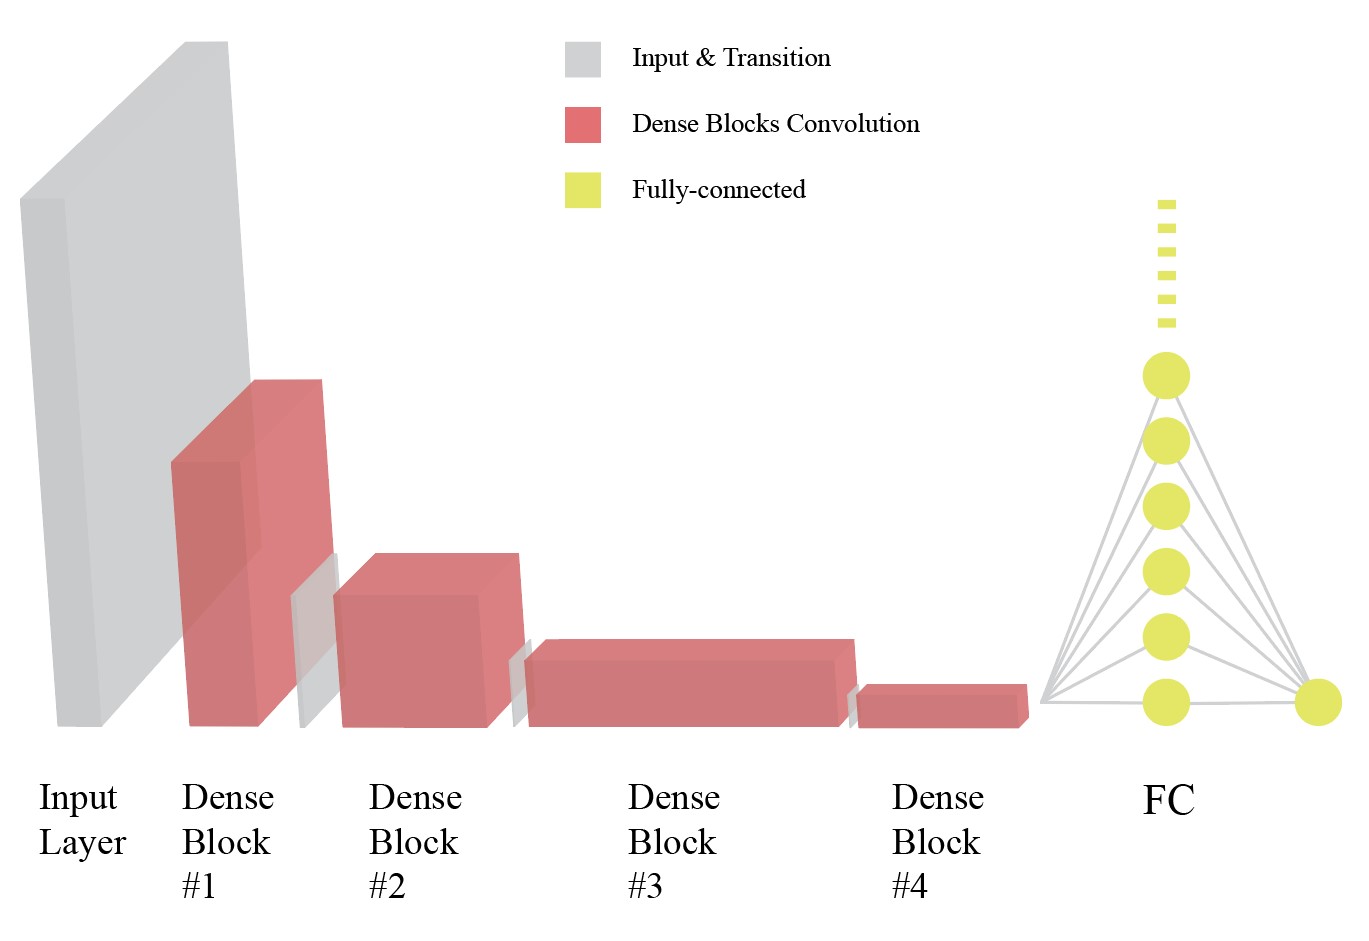 Input & Transition
Dense Blocks Convolution
Fully-connected
Input
Layer
Dense
Block
#1
Dense
Block
#2
Dense
Block
#3
Dense
Block
#4
FC